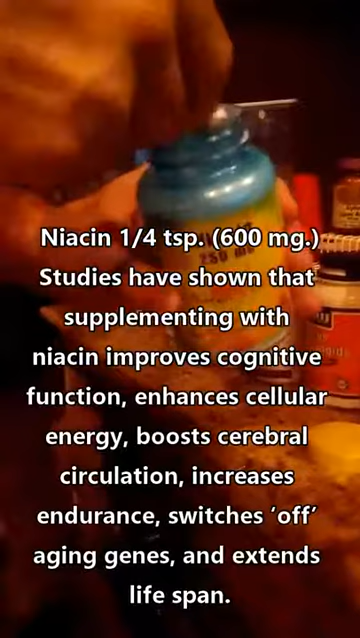 Niacin 1/4 tsp. (600 mg.)
Studies have shown that
supplementing with
niacin improves cognitive
function, enhances cellular
energy, boosts cerebral
circulation, increases
endurance, switches ‘off’
aging genes, and extends
life span.